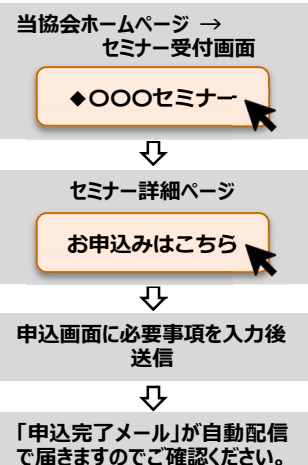 当協会ホームページ →
セミナー受付画面
◆〇〇〇セミナー
セミナー詳細ページ
お申込みはこちら
申込画面に必要事項を入力後
送信
「申込完了メール」が自動配信
で届きますのでご確認ください。